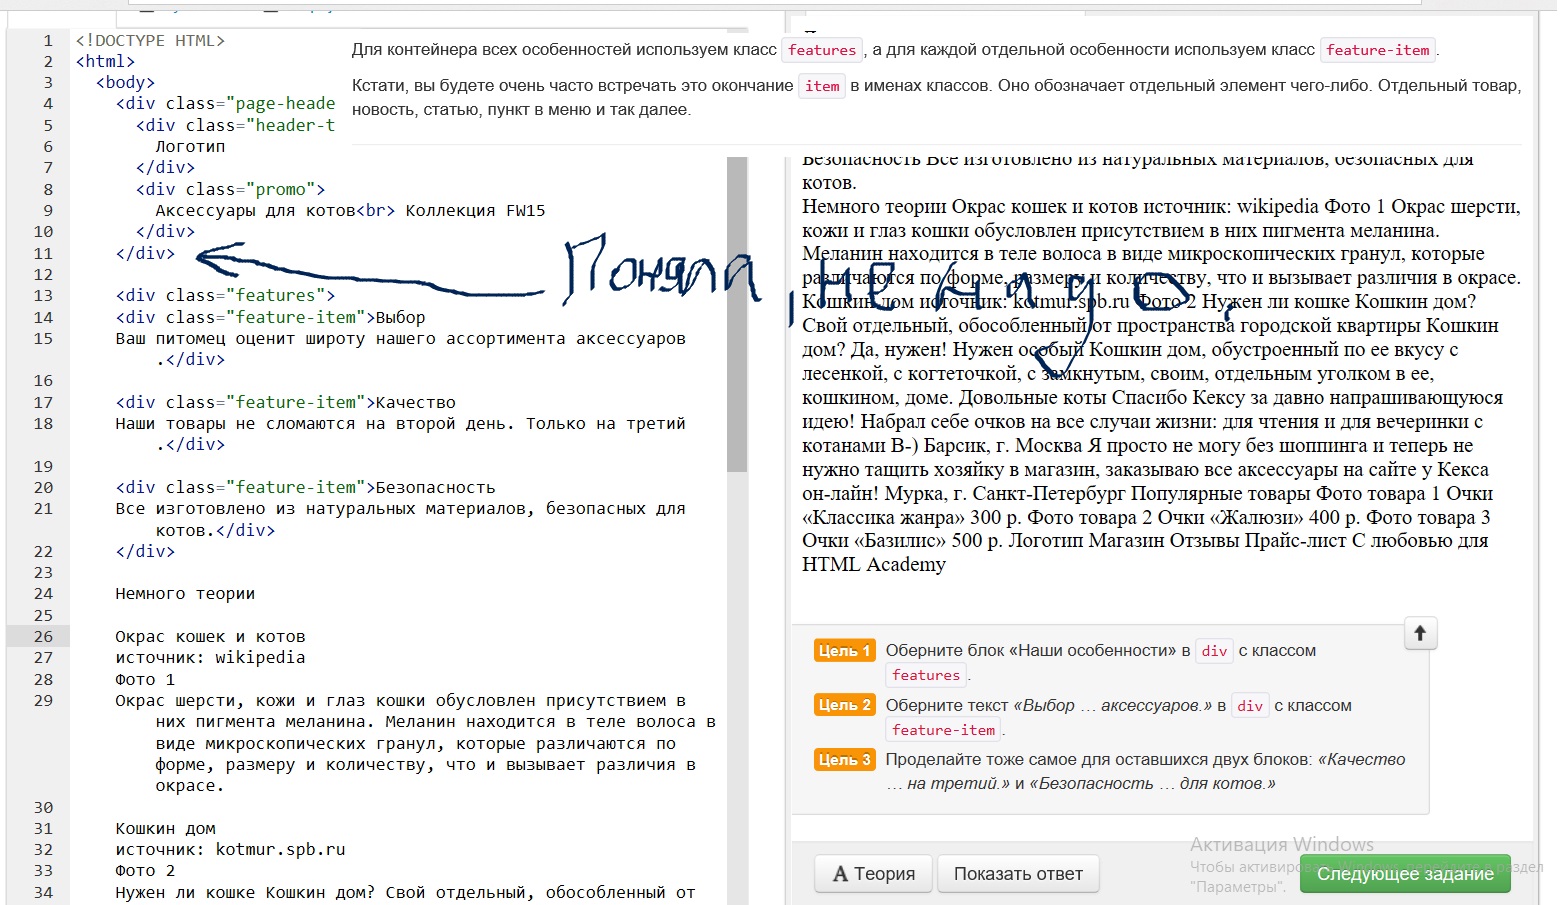 Для контейнера всех особенностей используем класс features, а для каждой отдельной особенности используем класс feature-item.
Кстати, вы будете очень часто встречать это окончание item в именах классов. Оно обозначает отдельный элемент чего-либо. Отдельный товар,
новость, статью, пункт в меню и так далее.
1 <!DOCTYPE HTML>
2 <html>
3 <body>
4 <div class="page-heade
5 <div class="header-t
6 Логотип
7 </div>
8 <div class="promo">
9 Аксессуары для котов<br> Коллекция FW15
10 </div>
11 </div>
12
13 <div class="features">
14 <div class="feature-item">Выбор
15 Ваш питомец оценит широту нашего ассортимента аксессуаров
.</div>
16
17 <div class="feature-item">Качество
18 Наши товары не сломаются на второй день. Только на третий
.</div>
19
20 <div class="feature-item">Безопасность
21 Все изготовлено из натуральных материалов, безопасных для
котов.</div>
22 </div>
23
24 Немного теории
25
26 Окрас кошек и котов
27 источник: wikipedia
28 Фото 1
29 Окрас шерсти, кожи и глаз кошки обусловлен присутствием в
них пигмента меланина. Меланин находится в теле волоса в
виде микроскопических гранул, которые различаются по
форме, размеру и количеству, что и вызывает различия в
окрасе.
30
31 Кошкин дом
32 источник: kotmur.spb.ru
33 Фото 2
34 Нужен ли кошке Кошкин дом? Свой отдельный, обособленный от
Поняла, не надо.
Безопасность Все изготовлено из натуральных материалов, безопасных для
котов.
Немного теории Окрас кошек и котов источник: wikipedia Фото 1 Окрас шерсти,
кожи и глаз кошки обусловлен присутствием в них пигмента меланина.
Меланин находится в теле волоса в виде микроскопических гранул, которые
различаются по форме, размеру и количеству, что и вызывает различия в окрасе.
Кошкин дом источник: kotmur.spb.ru Фото 2 Нужен ли кошке Кошкин дом?
Свой отдельный, обособленный от пространства городской квартиры Кошкин
дом? Да, нужен! Нужен особый Кошкин дом, обустроенный по ее вкусу с
лесенкой, с когтеточкой, с замкнутым, своим, отдельным уголком в ее,
кошкином, доме. Довольные коты Спасибо Кексу за давно напрашивающуюся
идею! Набрал себе очков на все случаи жизни: для чтения и для вечеринки с
котанами B-) Барсик, г. Москва Я просто не могу без шоппинга и теперь не
нужно тащить хозяйку в магазин, заказываю все аксессуары на сайте у Кекса
он-лайн! Мурка, г. Санкт-Петербург Популярные товары Фото товара 1 Очки
«Классика жанра» 300 р. Фото товара 2 Очки «Жалюзи» 400 р. Фото товара 3
Очки «Базилис» 500 р. Логотип Магазин Отзывы Прайс-лист С любовью для
HTML Academy
Цель 1 Оберните блок «Наши особенности» в div с классом
features.
Цель 2 Оберните текст «Выбор … аксессуаров.» в div с классом
feature-item.
Цель 3 Проделайте тоже самое для оставшихся двух блоков: «Качество
… на третий.» и «Безопасность … для котов.»
Активация Windows
Чтобы активировать Windows, перейдите в раздел
"Параметры".
A Теория Показать ответ Следующее задание